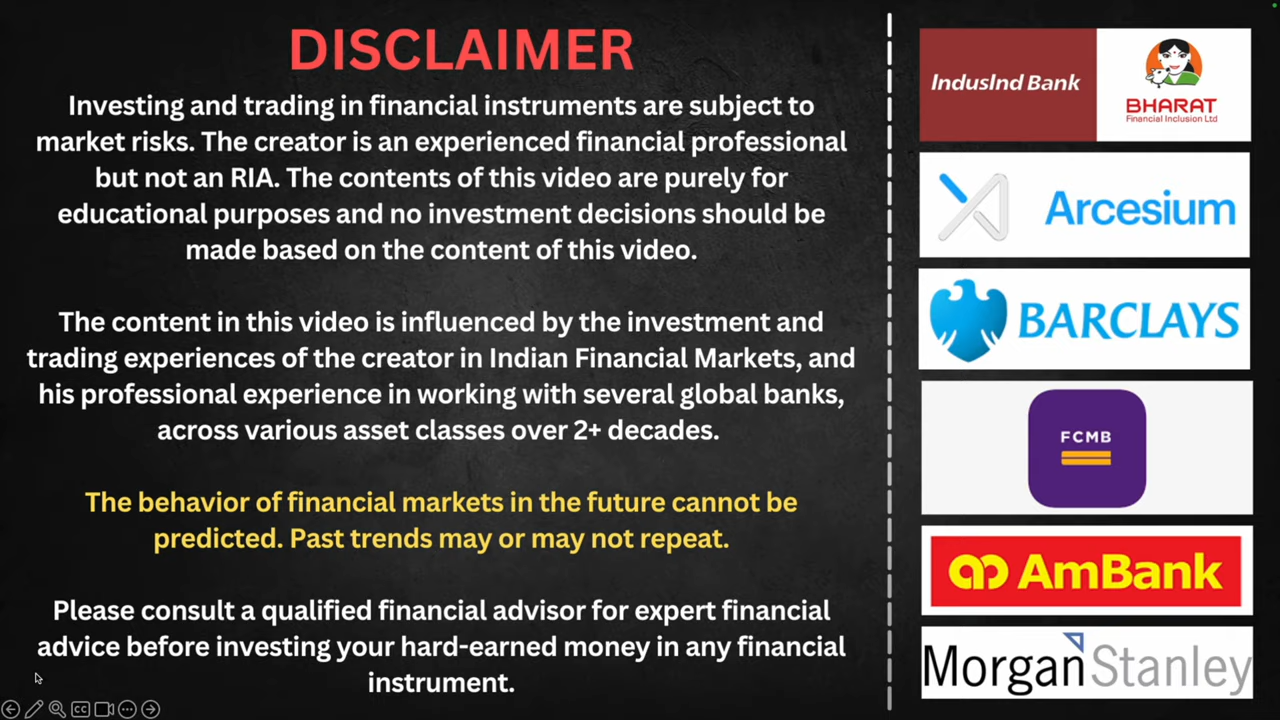 DISCLAIMER
Investing and trading in financial instruments are subject to
market risks. The creator is an experienced financial professional
but not an RIA. The contents of this video are purely for
educational purposes and no investment decisions should be
made based on the content of this video.
The content in this video is influenced by the investment and
trading experiences of the creator in Indian Financial Markets, and
his professional experience in working with several global banks,
across various asset classes over 2+ decades.
The behavior of financial markets in the future cannot be
predicted. Past trends may or may not repeat.
Please consult a qualified financial advisor for expert financial
advice before investing your hard-earned money in any financial
instrument.
IndusInd Bank
BHARAT
Financial Inclusion Ltd
Arcesium
BARCLAYS
FCMB
AmBank
Morgan Stanley
CC